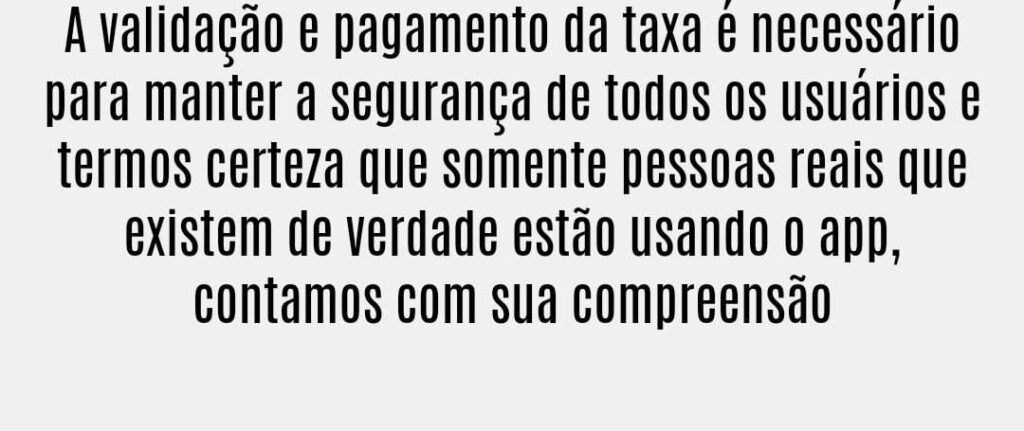 A validação e pagamento da taxa é necessário
para manter a segurança de todos os usuários e
termos certeza que somente pessoas reais que
existem de verdade estão usando o app,
contamos com sua compreensão